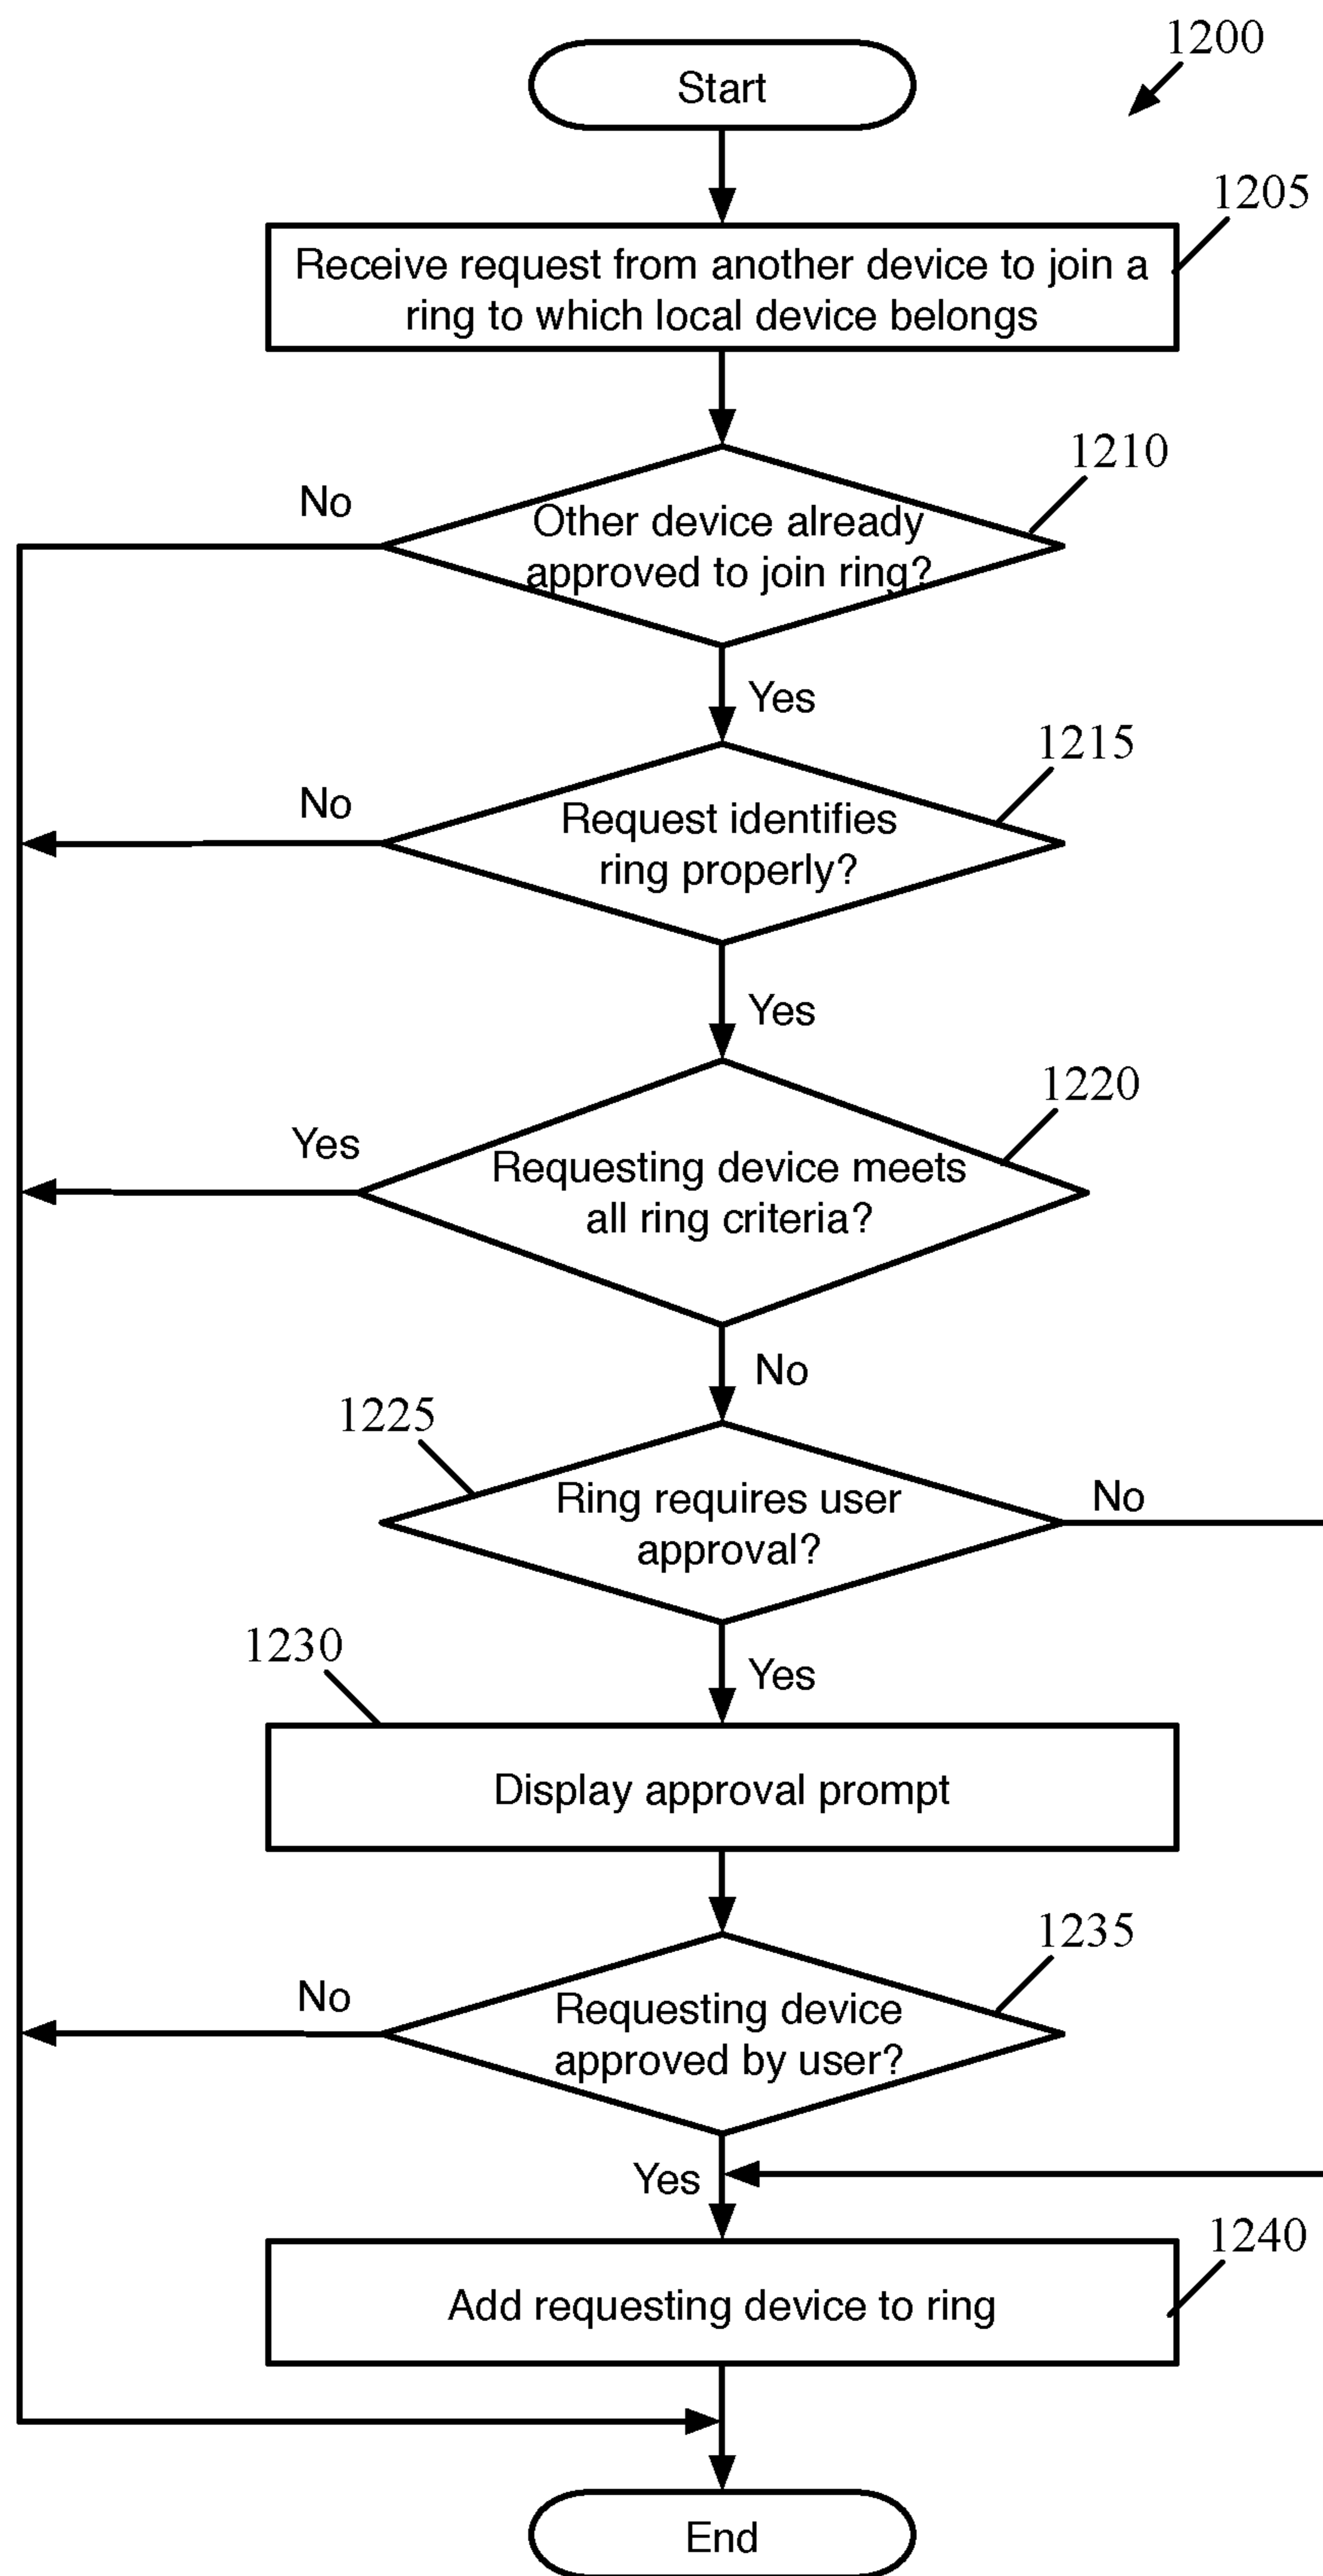 1200
Start
1205
Receive request from another device to join a
ring to which local device belongs
1210
No
Other device already
approved to join ring?
Yes
1215
No
Request identifies
ring properly?
Yes
1220
Yes
Requesting device meets
all ring criteria?
No
1225
Ring requires user
approval?
No
1230
Yes
Display approval prompt
1235
No
Requesting device
approved by user?
Yes
1240
Add requesting device to ring
End